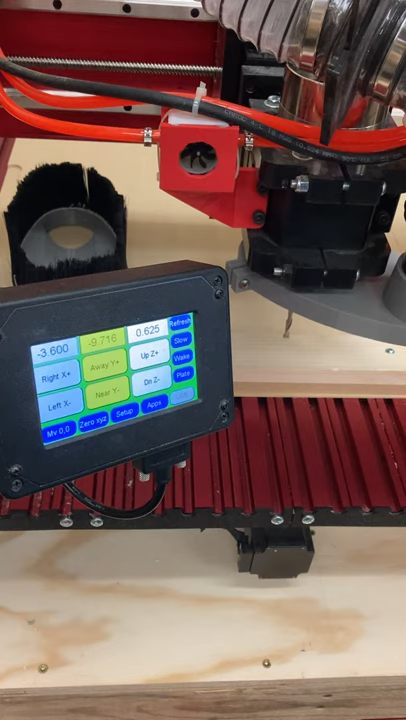 -3.600 -9.716 0.625 Refresh
Right X+ Away Y+ Up Z+ Slow
Wake
Left X- Near Y- Dn Z- Plate
Mv 0,0 Zero xyz Setup Apps